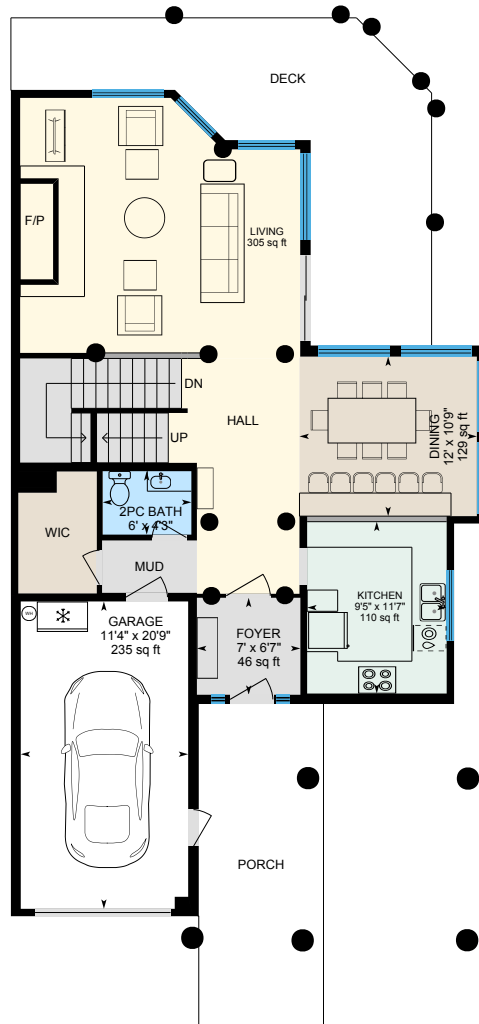 DECK
F/P
LIVING
305 sq ft
DN
HALL
UP
DINING
12' x 10'9"
129 sq ft
2PC BATH
6' x 4'3"
WIC
MUD
WH
GARAGE
11'4" x 20'9"
235 sq ft
FOYER
7' x 6'7"
46 sq ft
KITCHEN
9'5" x 11'7"
110 sq ft
PORCH